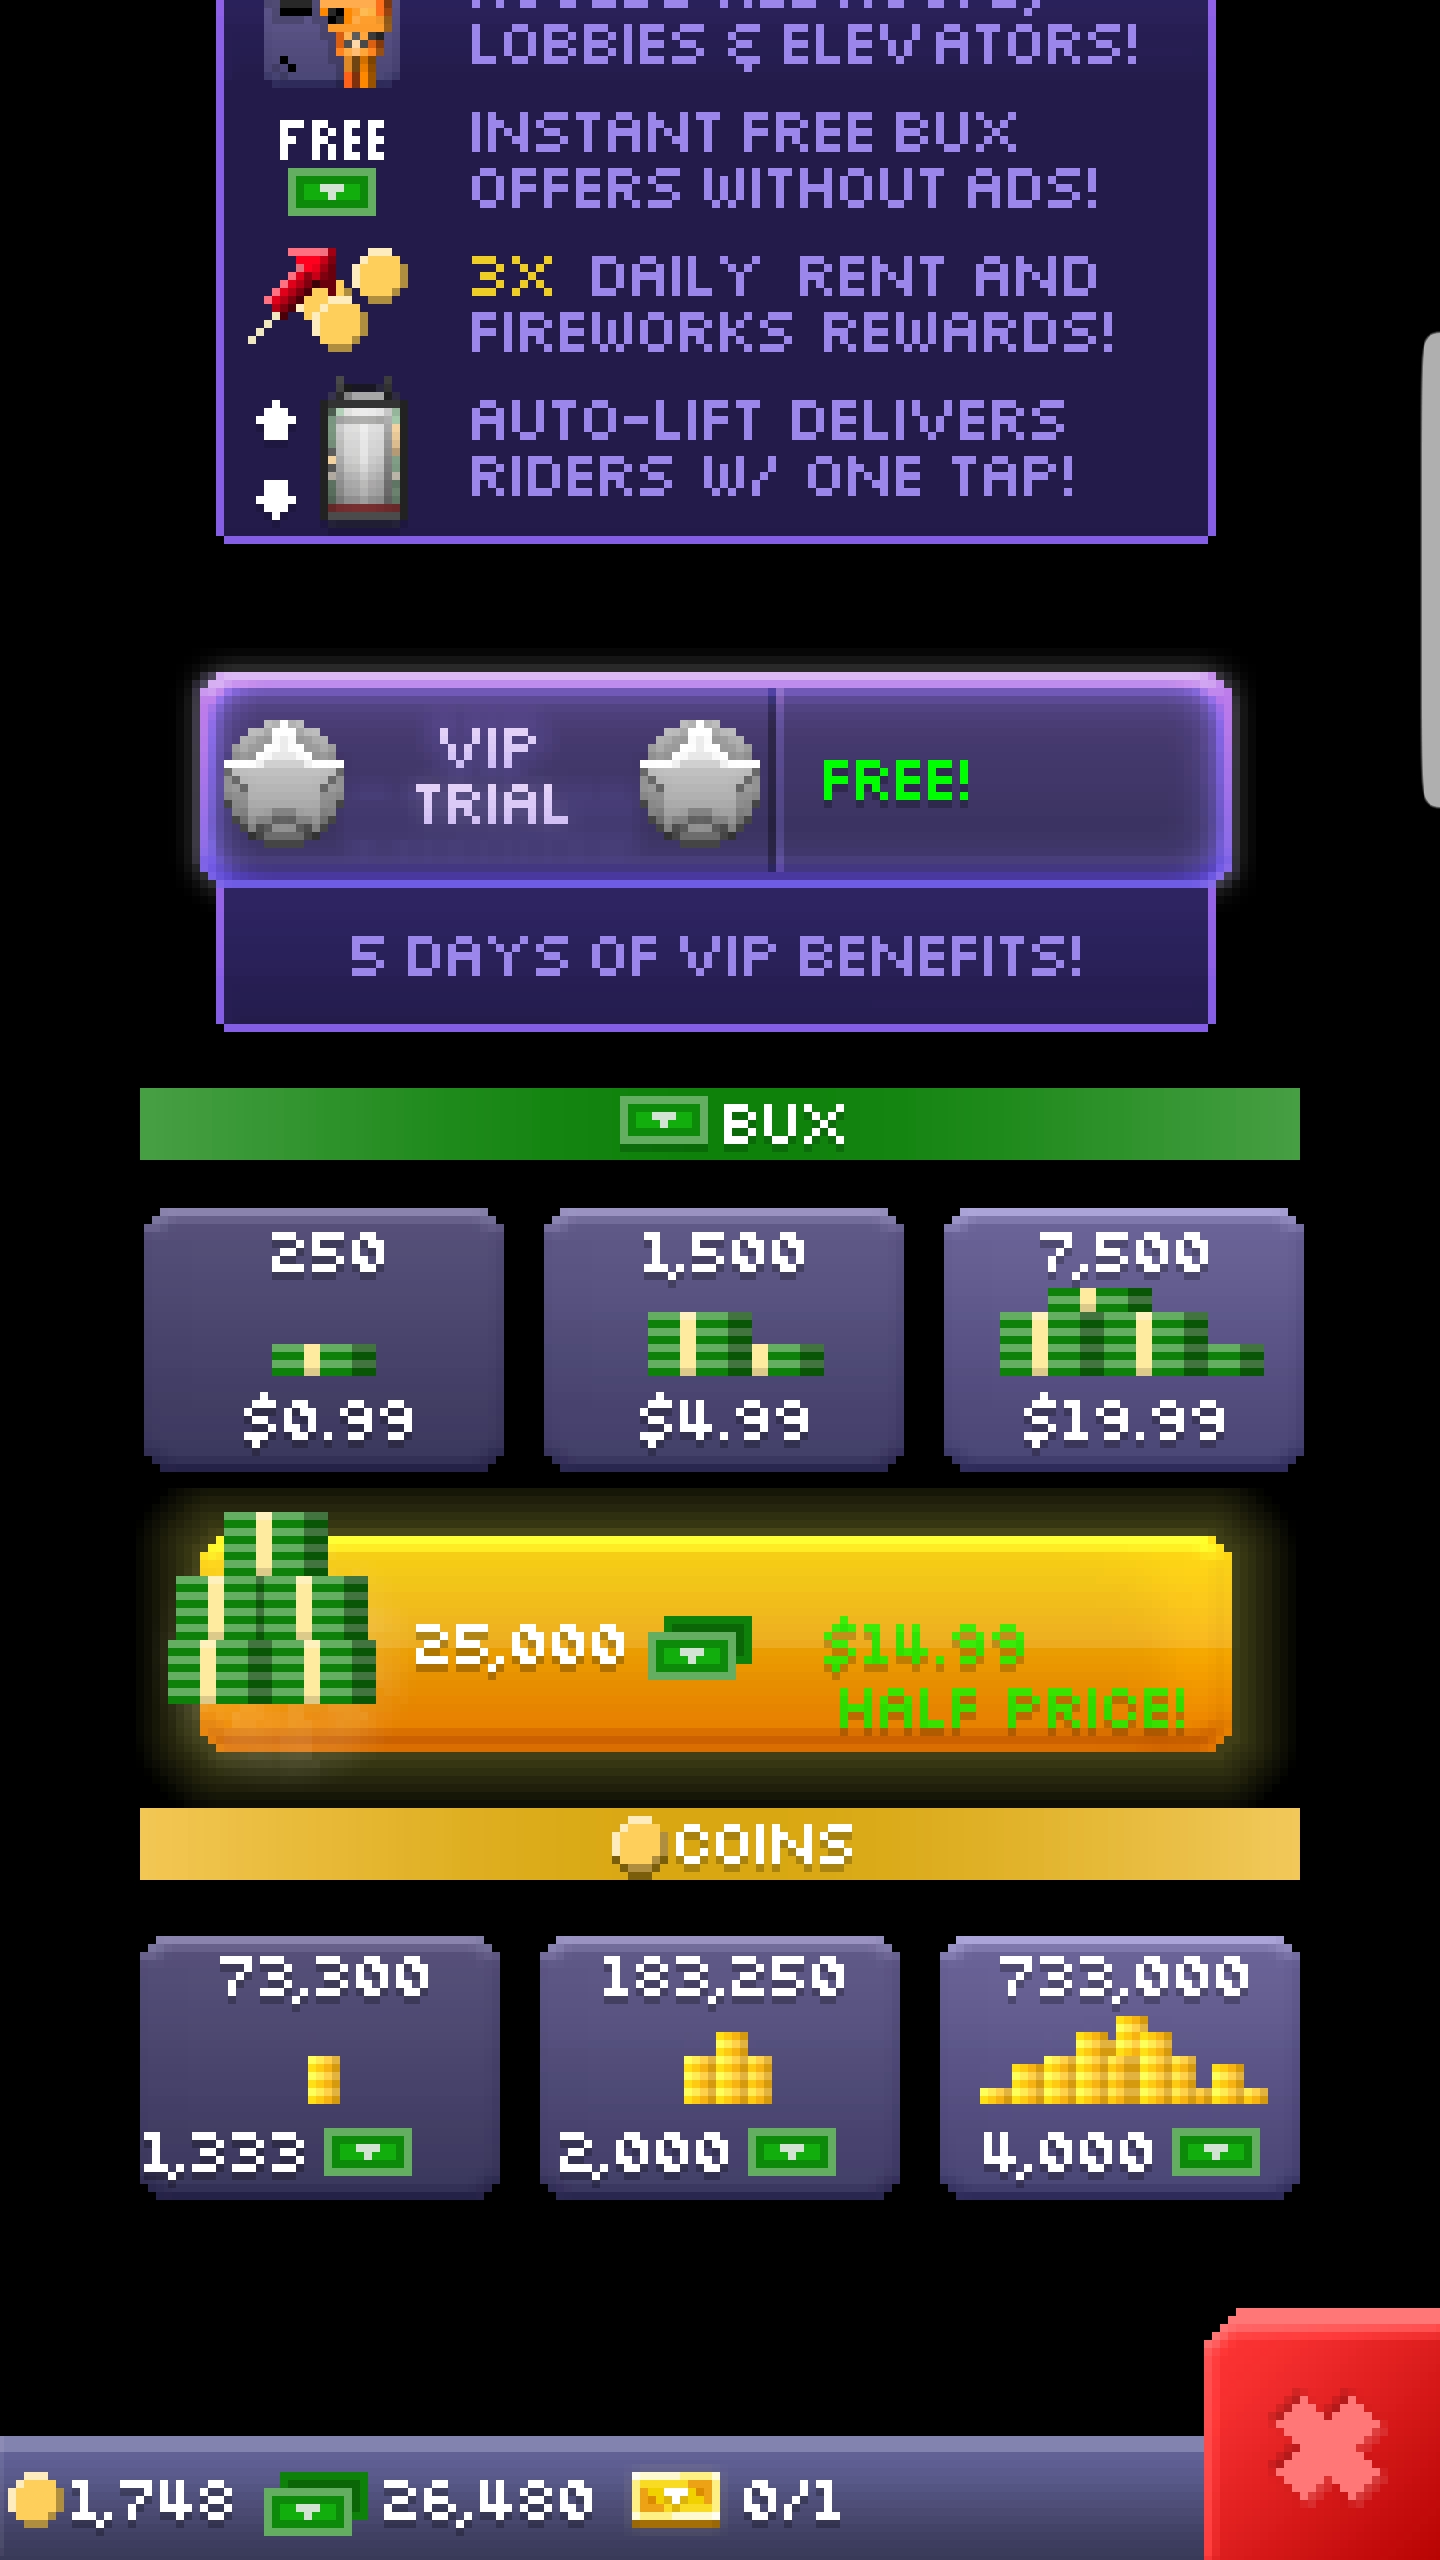 LOBBIES & ELEVATORS!
FREE
INSTANT FREE BUX
OFFERS WITHOUT ADS!
3X DAILY RENT AND
FIREWORKS REWARDS!
AUTO-LIFT DELIVERS
RIDERS W/ ONE TAP!
VIP
TRIAL
FREE!
5 DAYS OF VIP BENEFITS!
BUX
250
$0.99
1,500
$4.99
7,500
$19.99
25,000
$14.99
HALF PRICE!
COINS
73,300
1,333
183,250
2,000
733,000
4,000
1,748
26,480
0/1